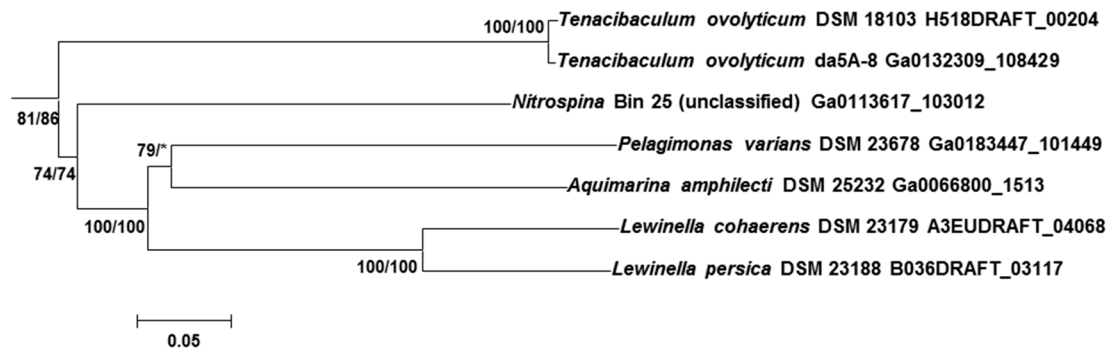 Tenacibaculum ovolyticum DSM 18103 H518DRAFT_00204
100/100
Tenacibaculum ovolyticum da5A-8 Ga0132309_108429
Nitrospina Bin 25 (unclassified) Ga0113617_103012
81/86
79/*
Pelagimonas varians DSM 23678 Ga0183447_101449
74/74
Aquimarina amphilecti DSM 25232 Ga0066800_1513
100/100
Lewinella cohaerens DSM 23179 A3EUDRAFT_04068
100/100
Lewinella persica DSM 23188 B036DRAFT_03117
0.05